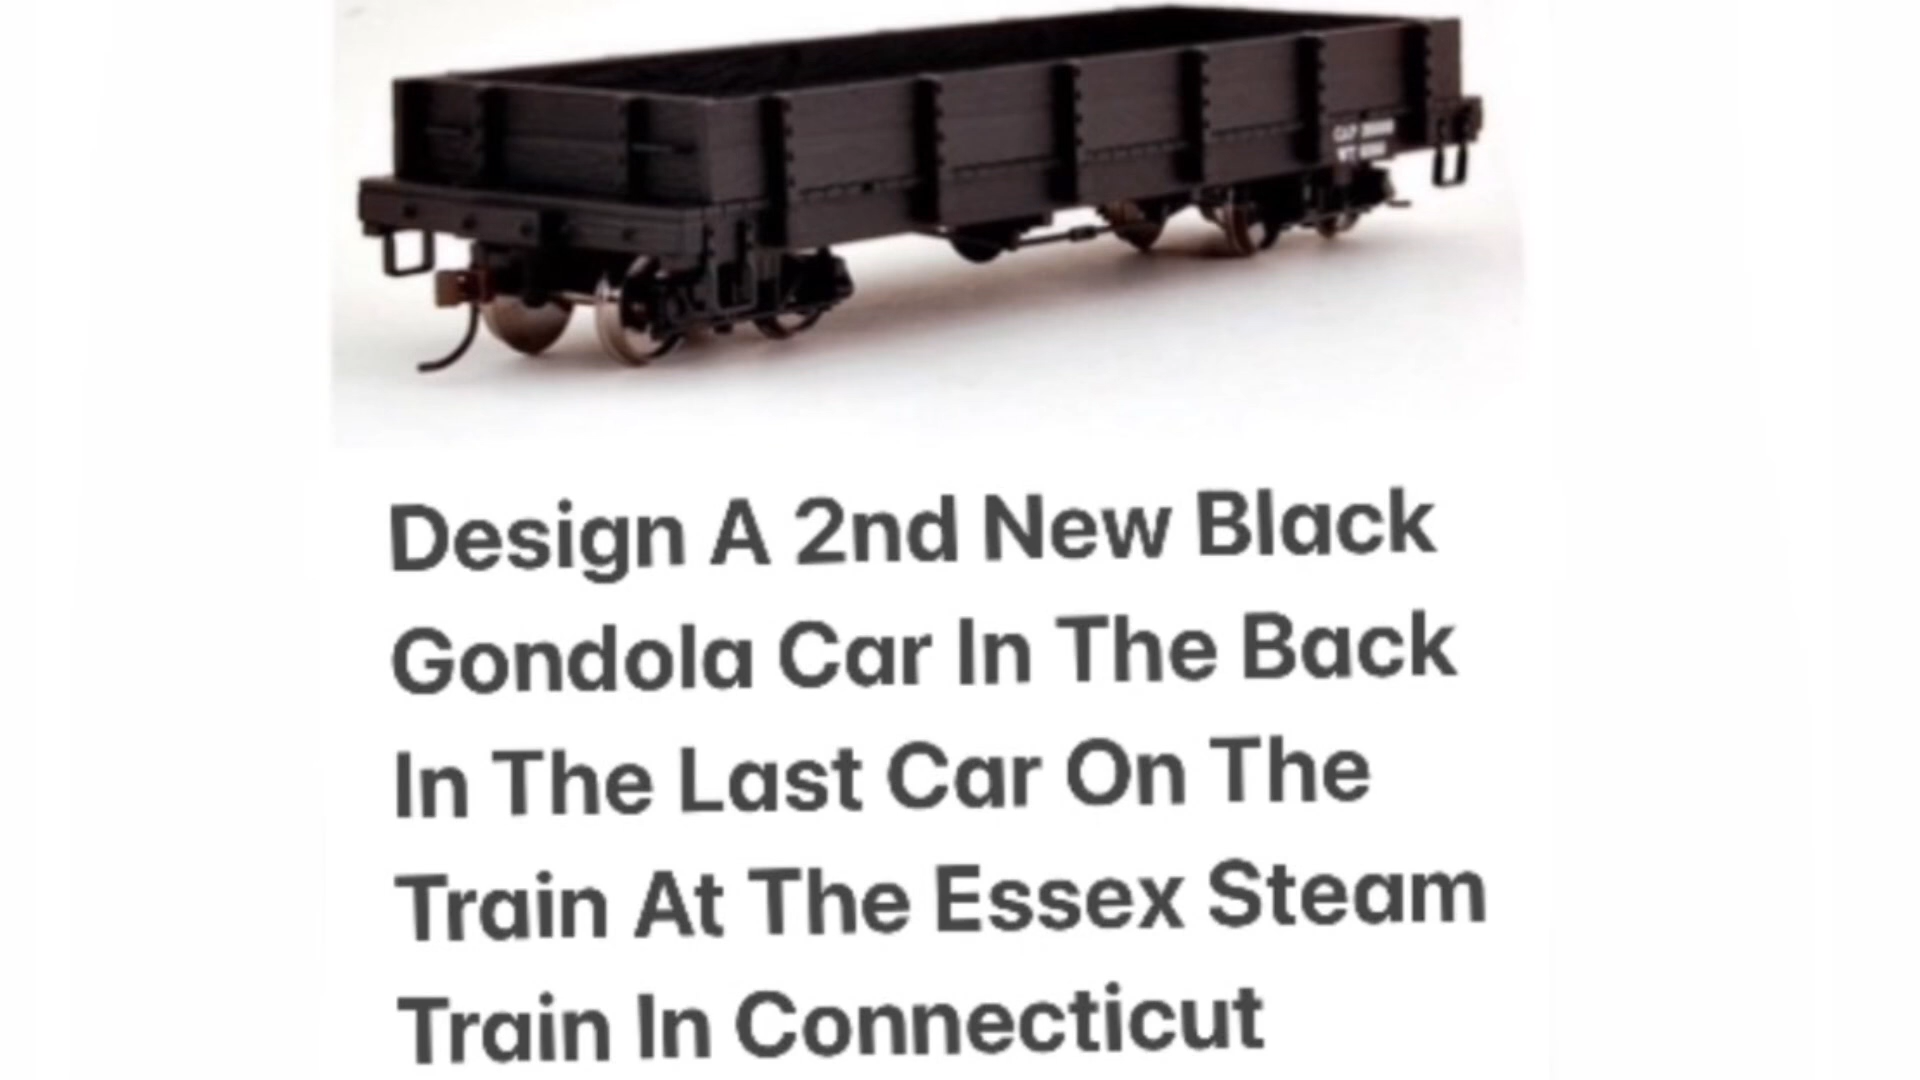 Design A 2nd New Black
Gondola Car In The Back
In The Last Car On The
Train At The Essex Steam
Train In Connecticut